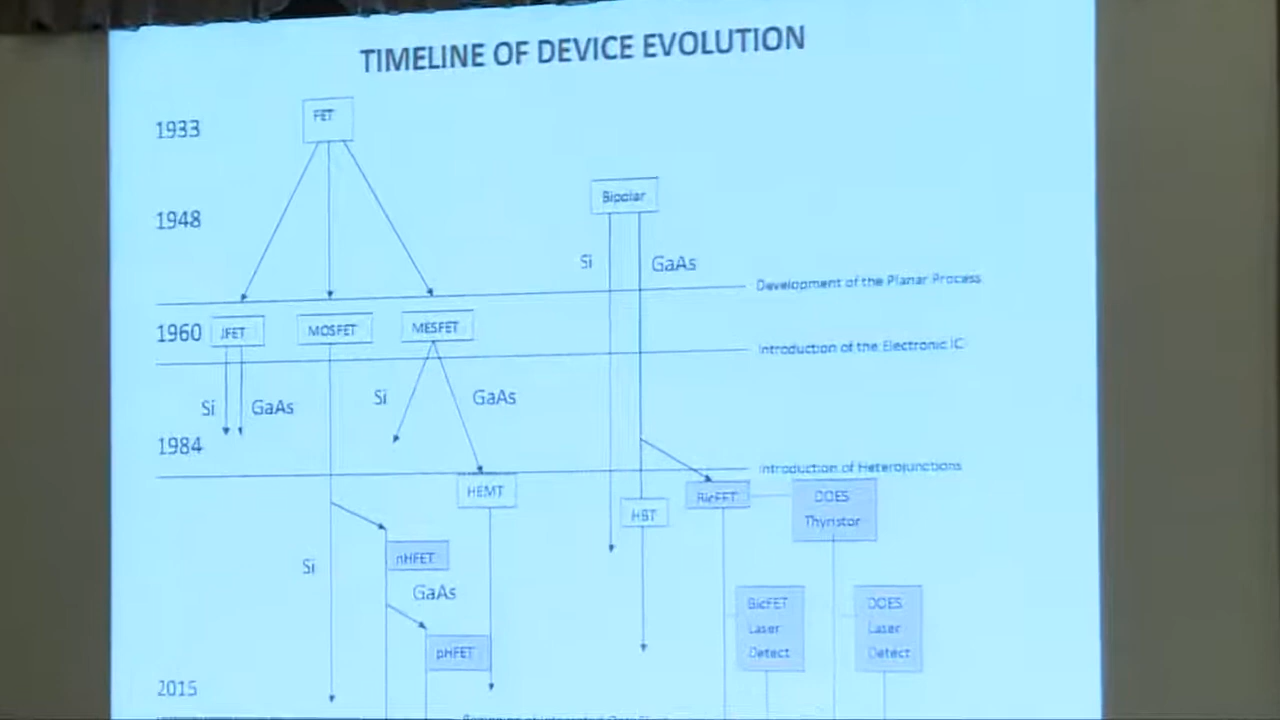 TIMELINE OF DEVICE EVOLUTION
1933
FET
1948
Bipolar
Si
GaAs
Development of the Planar Process
1960
JFET
MOSFET
MESFET
Introduction of the Electronic IC
Si
GaAs
Si
GaAs
1984
Introduction of Heterojunctions
HEMT
BicFET
DOES
Thyristor
HBT
nHFET
Si
GaAs
BicFET
Laser
Detect
DOES
Laser
Detect
pHFET
2015